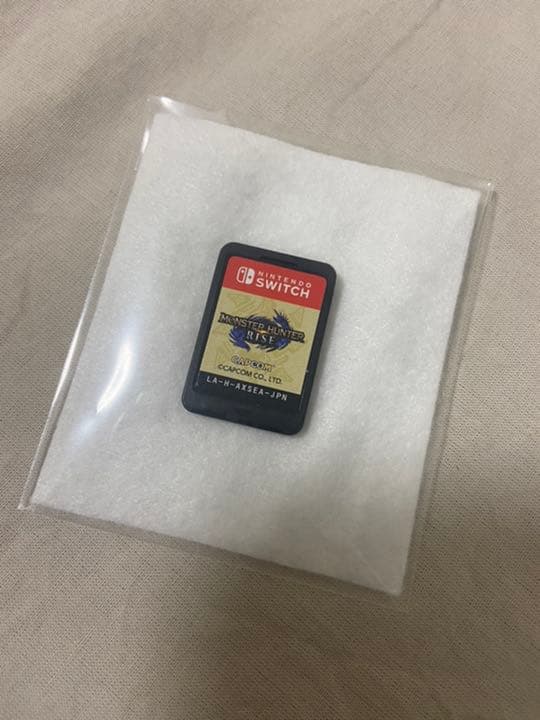 NINTENDO
SWITCH
MONSTER HUNTER
RISE
CAPCOM
©CAPCOM CO., LTD.
LA-H-AXSEA-JPN